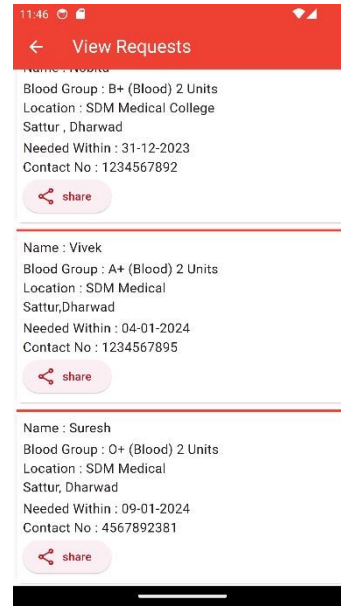 11:46
View Requests
Name : Nobita
Blood Group : B+ (Blood) 2 Units
Location : SDM Medical College
Sattur , Dharwad
Needed Within : 31-12-2023
Contact No : 1234567892
share
Name : Vivek
Blood Group : A+ (Blood) 2 Units
Location : SDM Medical
Sattur,Dharwad
Needed Within : 04-01-2024
Contact No : 1234567895
share
Name : Suresh
Blood Group : O+ (Blood) 2 Units
Location : SDM Medical
Sattur, Dharwad
Needed Within : 09-01-2024
Contact No : 4567892381
share